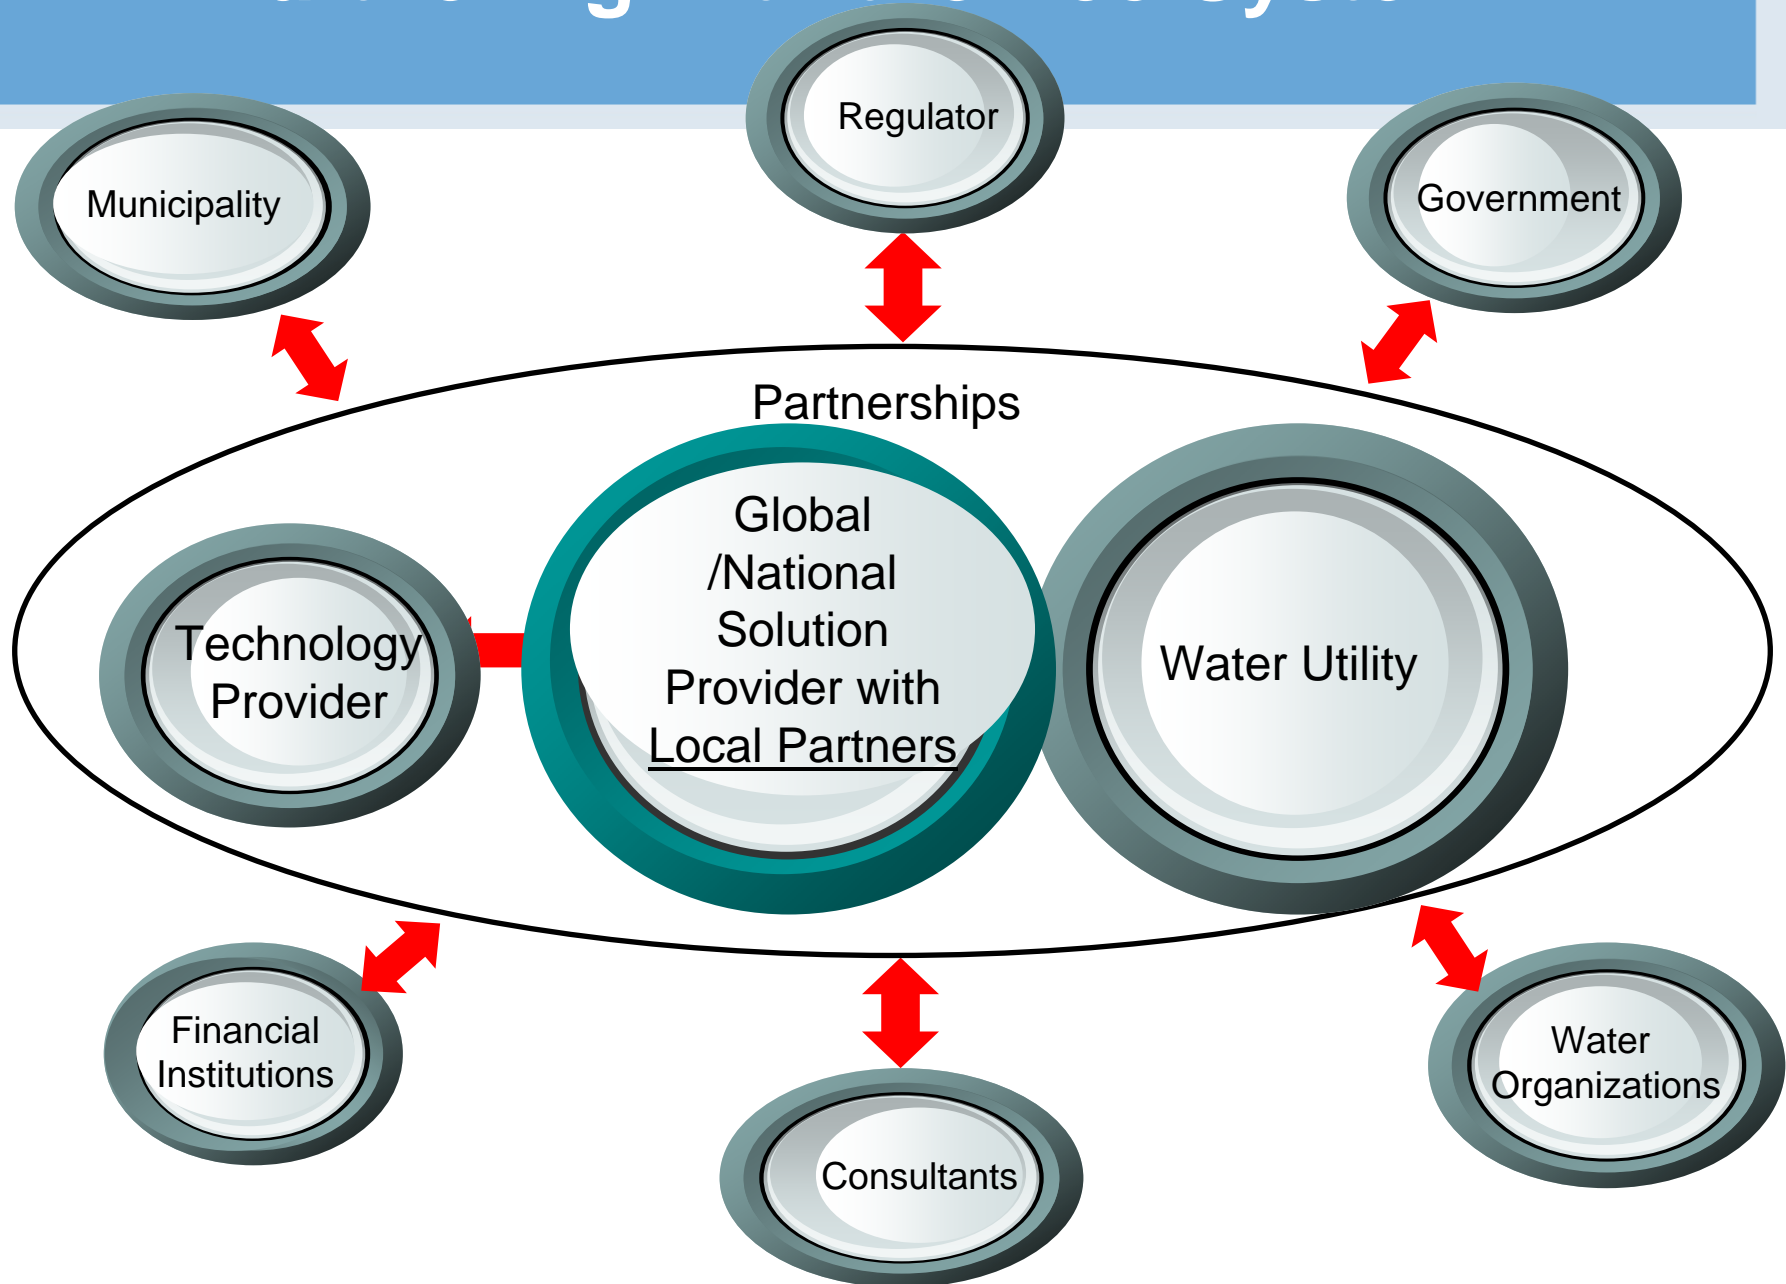 Regulator
Municipality
Government
Partnerships
Global
/National
Solution
Provider with
Local Partners
Technology
Provider
Water Utility
Financial
Institutions
Water
Organizations
Consultants